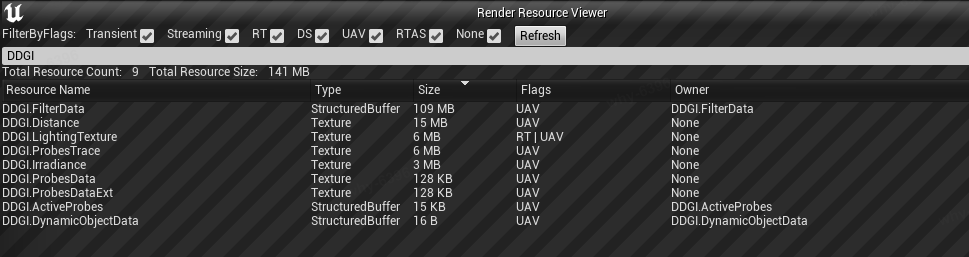 Render Resource Viewer
FilterByFlags: Transient Streaming RT DS UAV RTAS None Refresh
DDGI
Total Resource Count: 9 Total Resource Size: 141 MB
Resource Name Type Size Flags Owner
DDGI.FilterData StructuredBuffer 109 MB UAV DDGI.FilterData
DDGI.Distance Texture 15 MB UAV None
DDGI.LightingTexture Texture 6 MB RT | UAV None
DDGI.ProbesTrace Texture 6 MB UAV None
DDGI.Irradiance Texture 3 MB UAV None
DDGI.ProbesData Texture 128 KB UAV None
DDGI.ProbesDataExt Texture 128 KB UAV None
DDGI.ActiveProbes StructuredBuffer 15 KB UAV DDGI.ActiveProbes
DDGI.DynamicObjectData StructuredBuffer 16 B UAV DDGI.DynamicObjectData